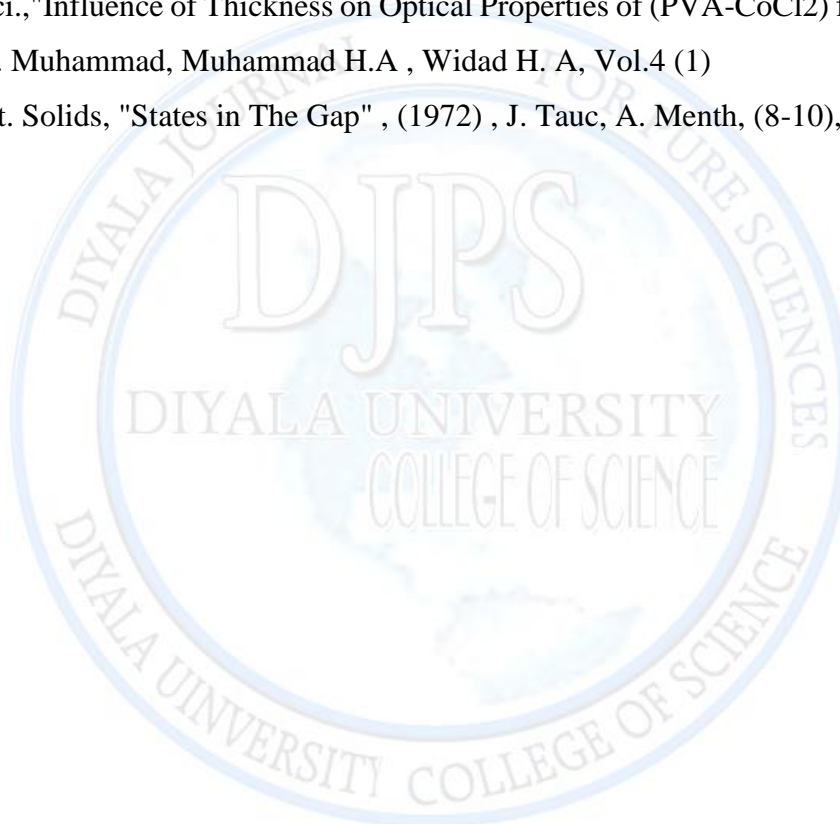 ci.,"Influence of Thickness on Optical Properties of (PVA-CoCl2) f
. Muhammad, Muhammad H.A , Widad H. A, Vol.4 (1)
t. Solids, "States in The Gap" , (1972) , J. Tauc, A. Menth, (8-10),
DIYALA JOURNAL FOR PURE SCIENCES
DJPS
DIYALA UNIVERSITY
COLLEGE OF SCIENCE
DIYALA UINVERSITY COLLEGE OF SCIENCE